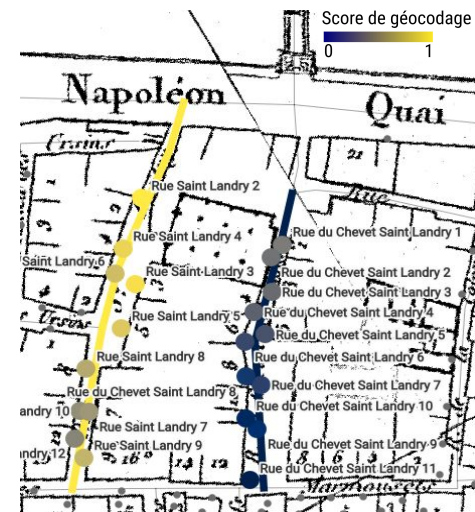 Score de géocodage
0 1
Napoléon
Quai
Ursins
21
Rue
Rue Saint Landry 2
Rue Saint Landry 4
Rue du Chevet Saint Landry 1
Saint Landry 6
Rue Saint Landry 3
Rue du Chevet Saint Landry 2
Rue du Chevet Saint Landry 3
Rue du Chevet Saint Landry 4
Rue Saint Landry 5
Rue du Chevet Saint Landry 5
Rue Saint Landry 8
Rue du Chevet Saint Landry 6
Rue du Chevet Saint Landry 8
Rue du Chevet Saint Landry 7
andry 10
Rue du Chevet Saint Landry 10
Rue Saint Landry 7
Rue Saint Landry 9
Rue du Chevet Saint Landry 9
ndry 12
Rue du Chevet Saint Landry 11
Marmousets